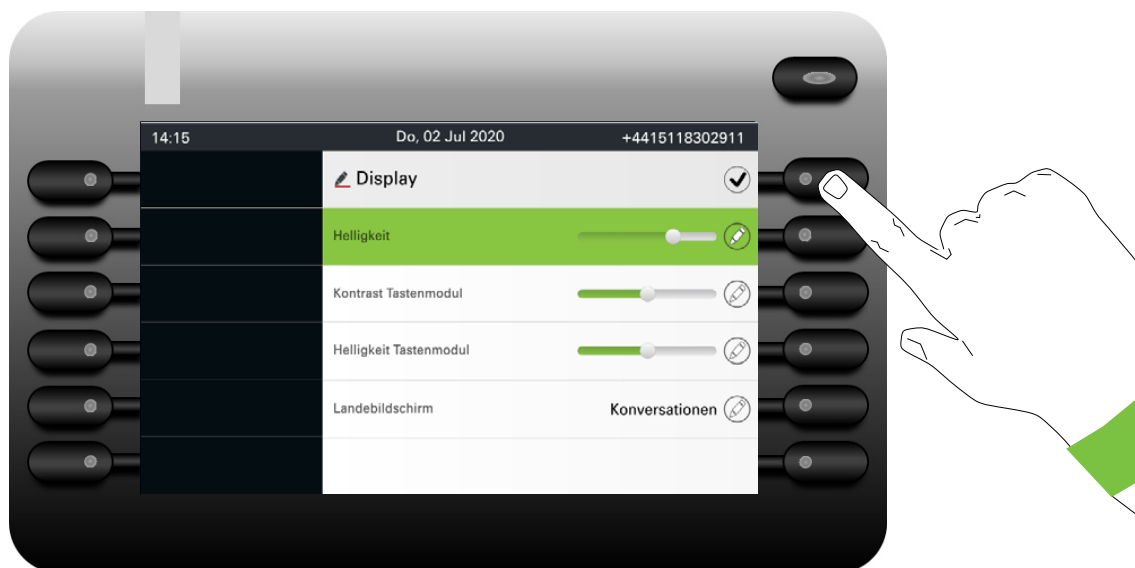 14:15 Do, 02 Jul 2020 +4415118302911
Display
Helligkeit
Kontrast Tastenmodul
Helligkeit Tastenmodul
Landebildschirm Konversationen